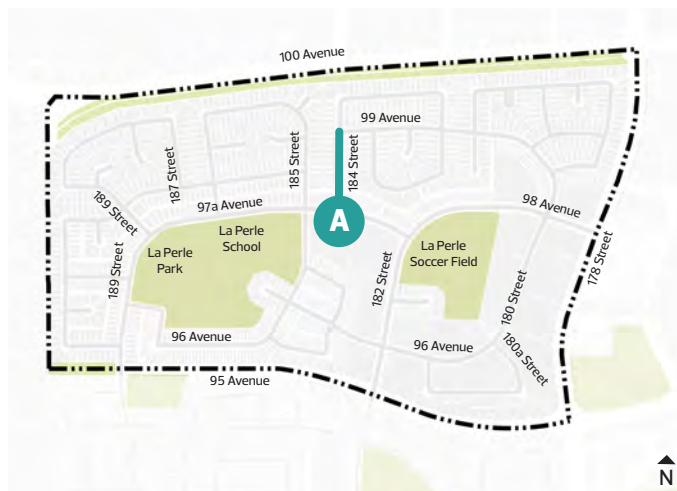 100 Avenue
99 Avenue
184 Street
185 Street
187 Street
189 Street
97a Avenue
98 Avenue
A
La Perle
School
La Perle
Park
La Perle
Soccer Field
189 Street
182 Street
180 Street
178 Street
96 Avenue
96 Avenue
180a Street
95 Avenue
N